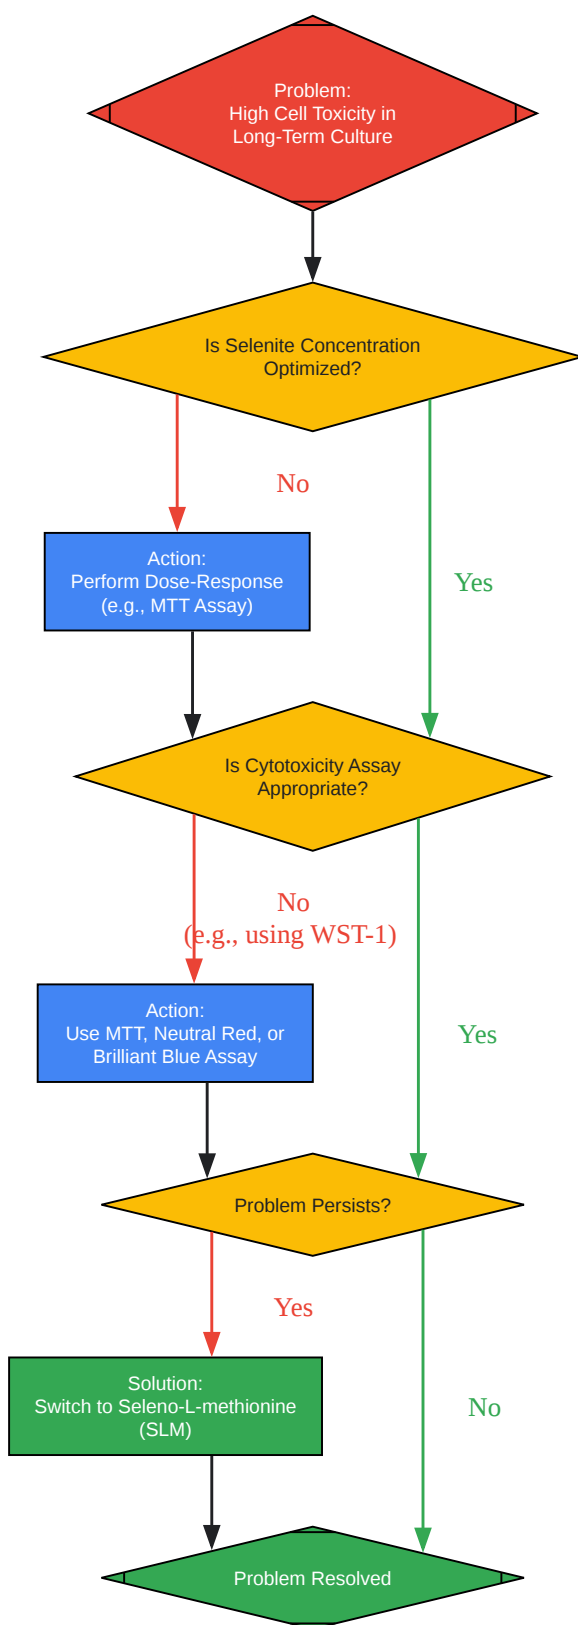 Problem:
High Cell Toxicity in
Long-Term Culture
Is Selenite Concentration
Optimized?
No
Action:
Perform Dose-Response
(e.g., MTT Assay)
Yes
Is Cytotoxicity Assay
Appropriate?
No
(e.g., using WST-1)
Action:
Use MTT, Neutral Red, or
Brilliant Blue Assay
Yes
Problem Persists?
Yes
Solution:
Switch to Seleno-L-methionine
(SLM)
No
Problem Resolved